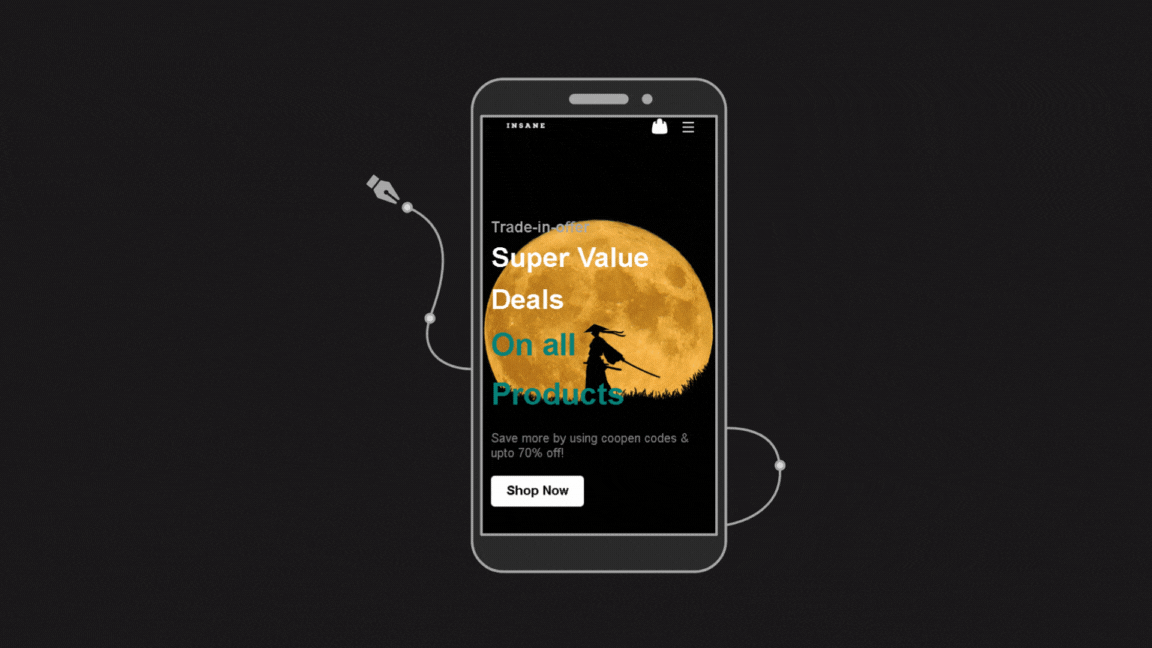 INSANE
Trade-in-offer
Super Value
Deals
On all
Products
Save more by using coopen codes &
upto 70% off!
Shop Now